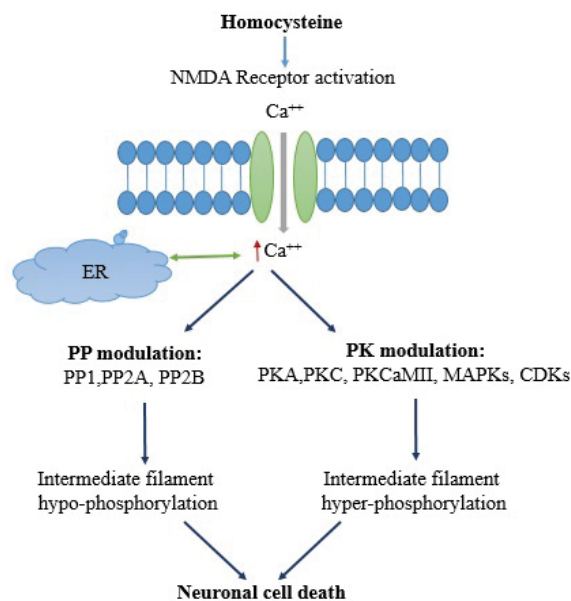 Homocysteine
NMDA Receptor activation
Ca⁺⁺
ER
Ca⁺⁺
PP modulation:
PP1,PP2A, PP2B
PK modulation:
PKA,PKC, PKCaMII, MAPKs, CDKs
Intermediate filament
hypo-phosphorylation
Intermediate filament
hyper-phosphorylation
Neuronal cell death